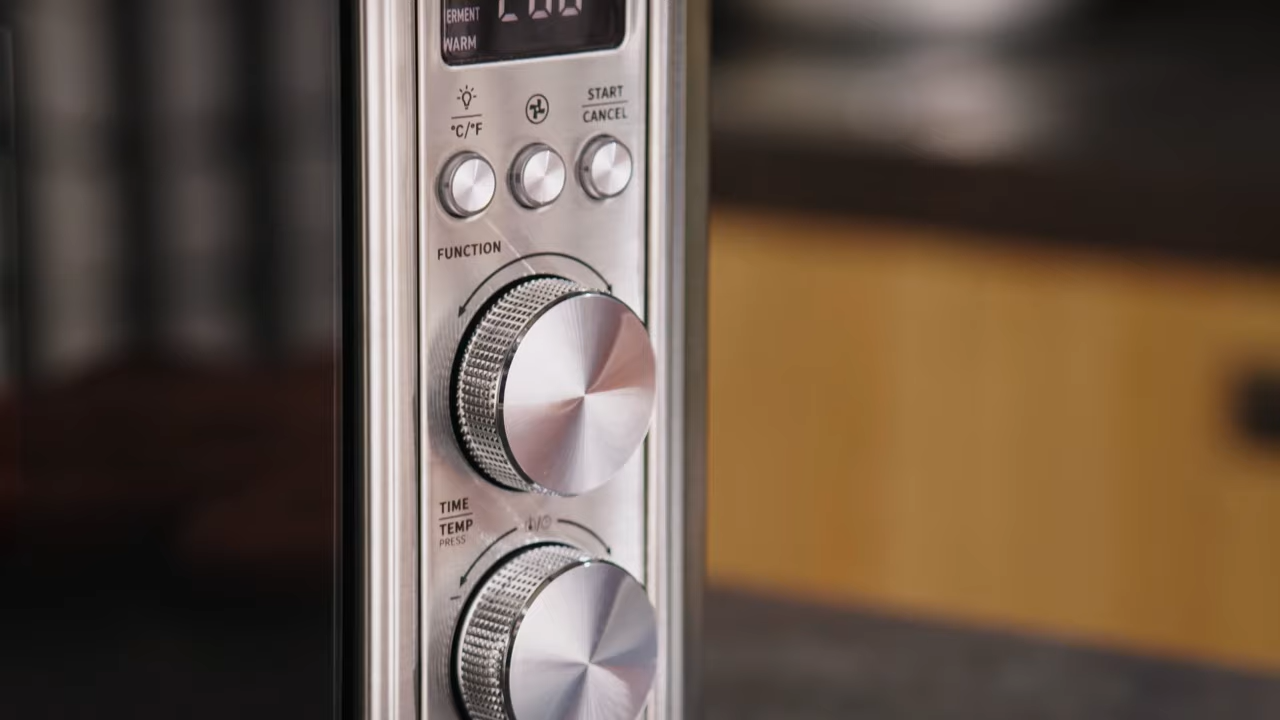 ERMENT
WARM
START
CANCEL
°C/°F
FUNCTION
TIME
TEMP
PRESS